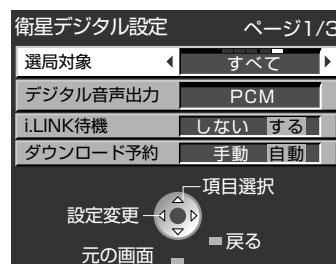 衛星デジタル設定 ページ1/3
選局対象 すべて
デジタル音声出力 PCM
i.LINK待機 しない する
ダウンロード予約 手動 自動
項目選択
設定変更
戻る
元の画面